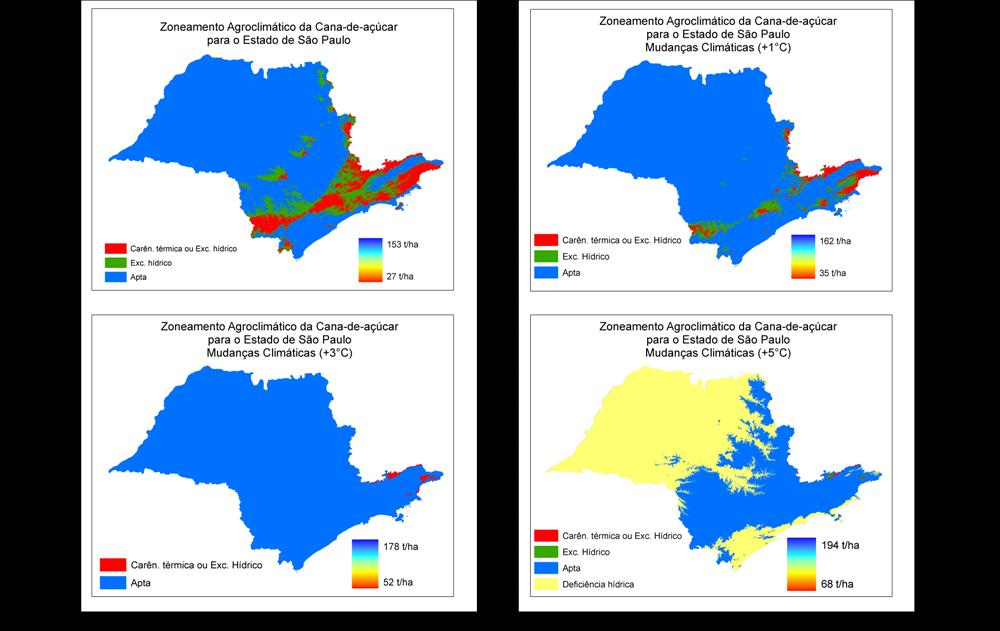 Zoneamento Agroclimático da Cana-de-açúcar
para o Estado de São Paulo
Carên. térmica ou Exc. hídrico
Exc. hídrico
Apta
153 t/ha
27 t/ha
Zoneamento Agroclimático da Cana-de-açúcar
para o Estado de São Paulo
Mudanças Climáticas (+1°C)
Carên. térmica ou Exc. Hídrico
Exc. Hídrico
Apta
162 t/ha
35 t/ha
Zoneamento Agroclimático da Cana-de-açúcar
para o Estado de São Paulo
Mudanças Climáticas (+3°C)
Carên. térmica ou Exc. Hídrico
Apta
178 t/ha
52 t/ha
Zoneamento Agroclimático da Cana-de-açúcar
para o Estado de São Paulo
Mudanças Climáticas (+5°C)
Carên. térmica ou Exc. Hídrico
Exc. Hídrico
Apta
Deficiência hídrica
194 t/ha
68 t/ha